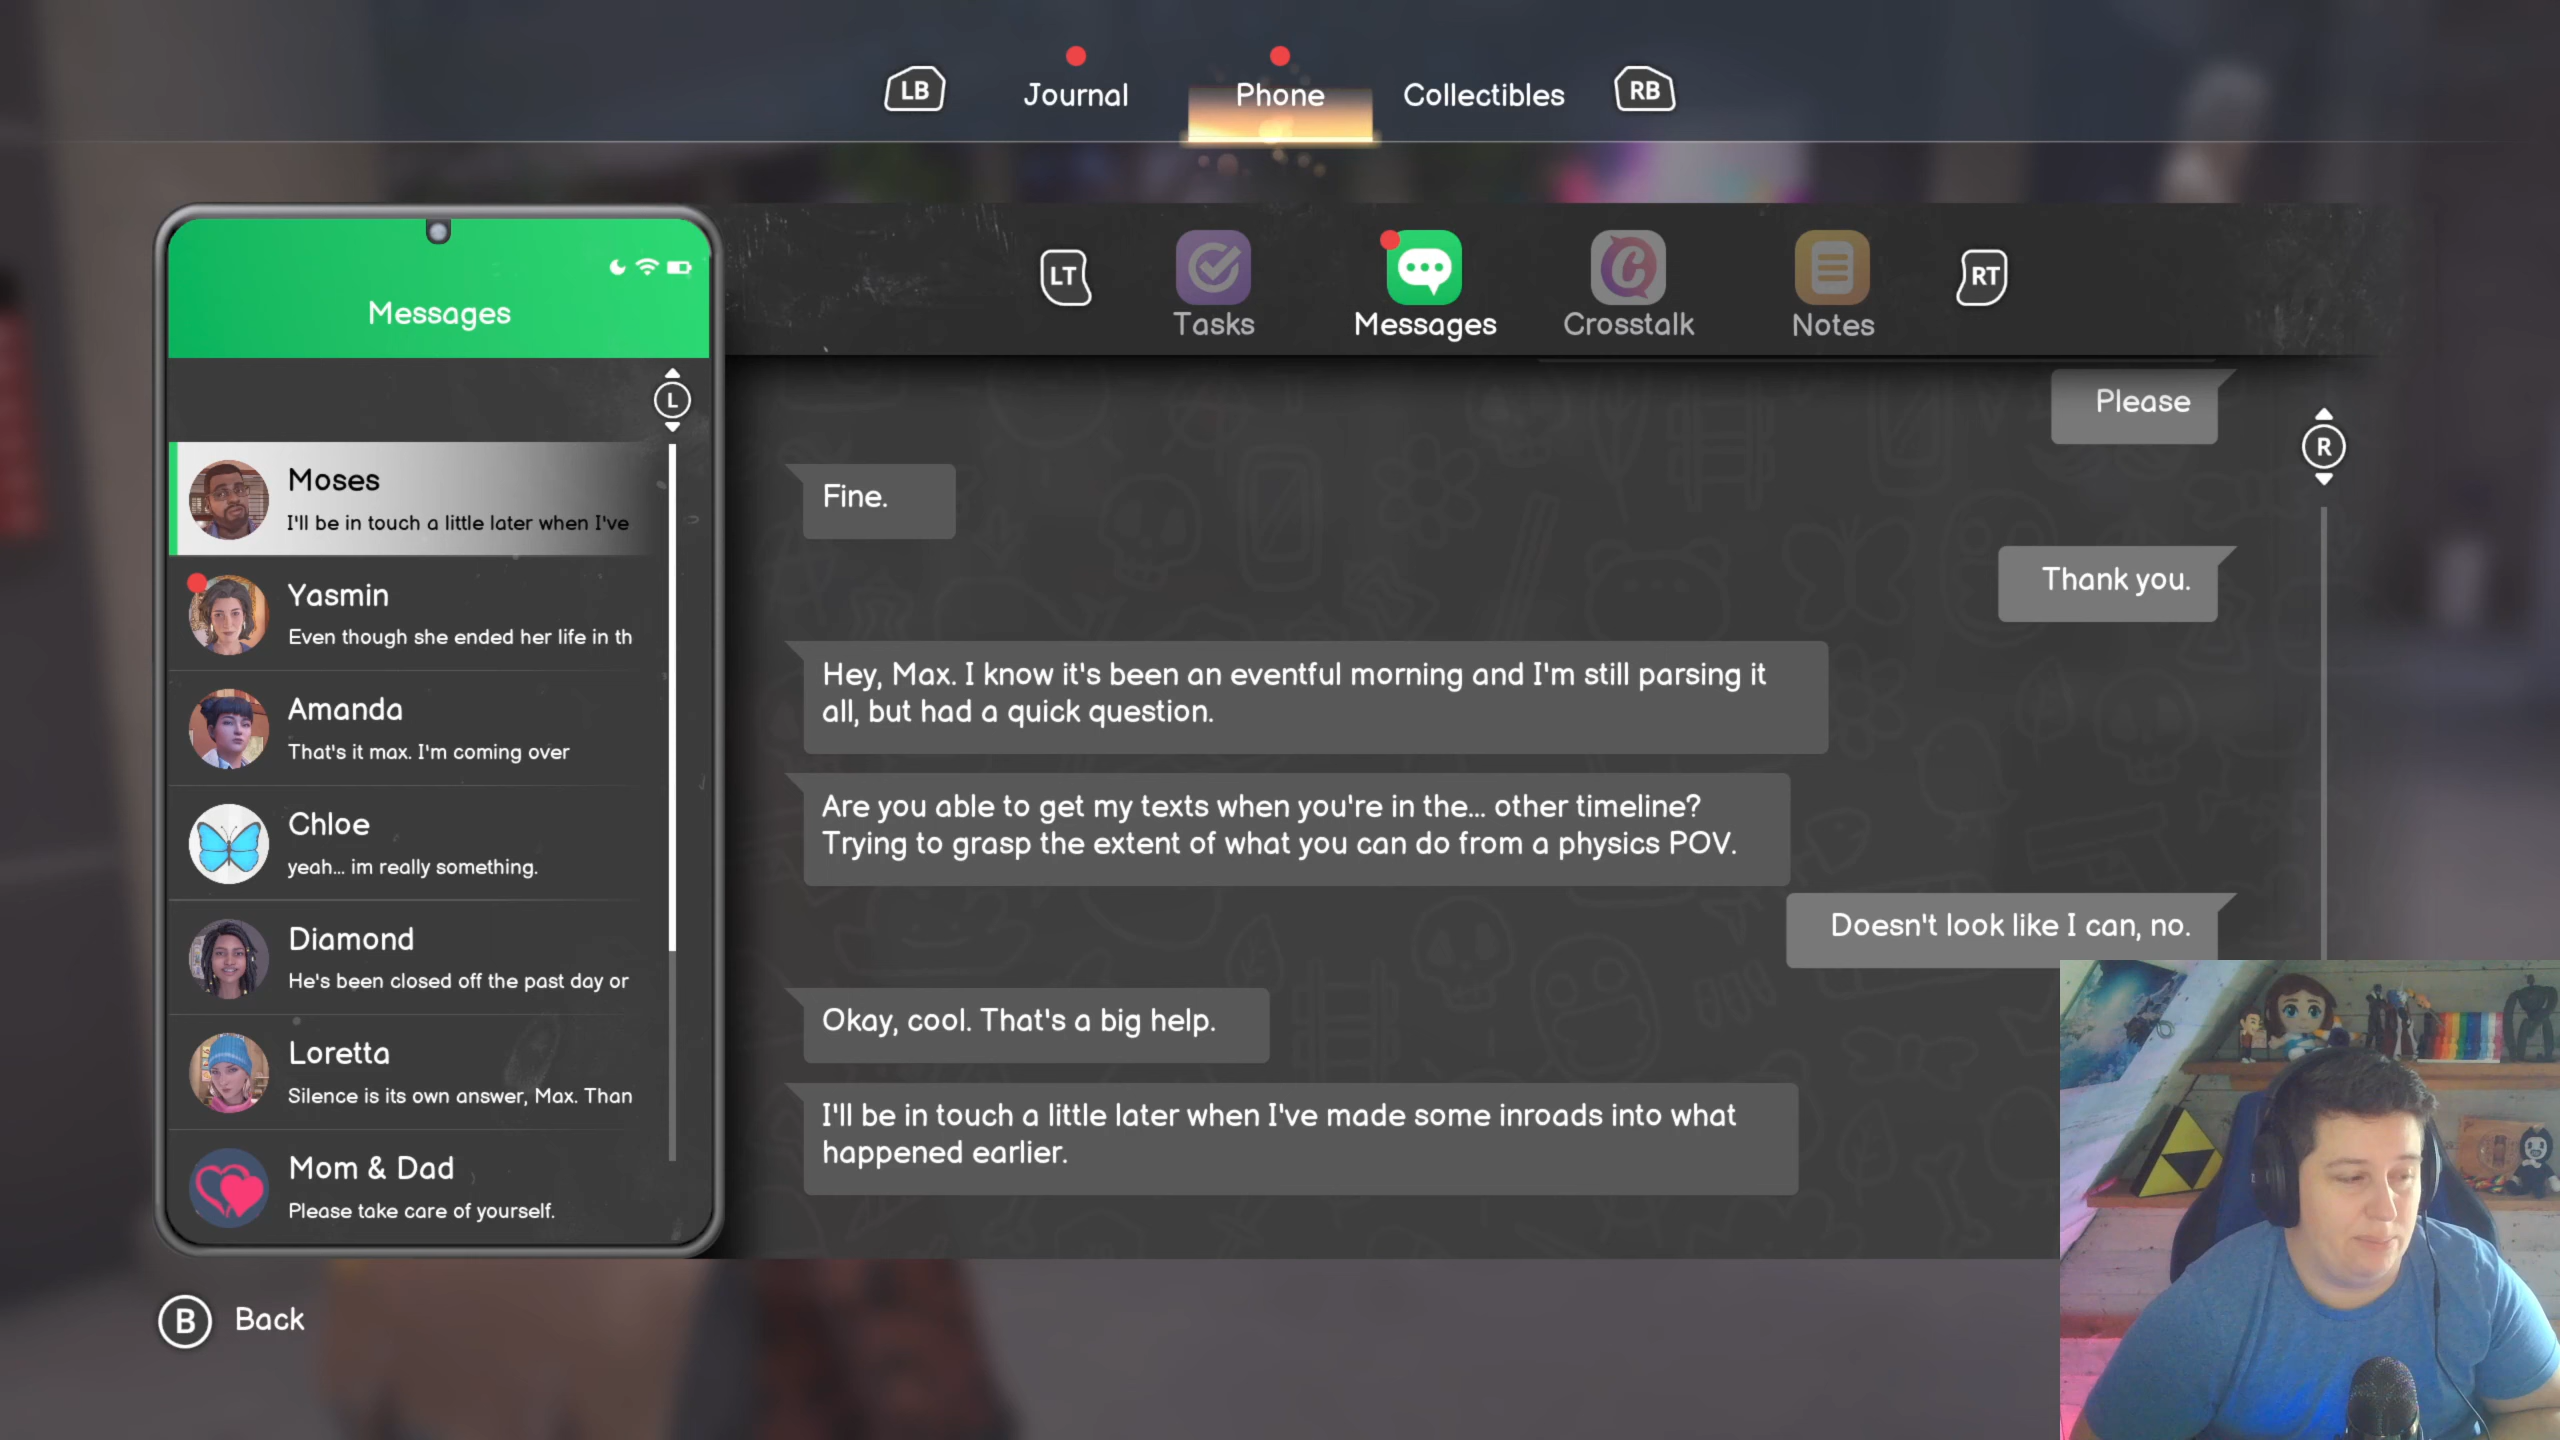 LB
Journal
Phone
Collectibles
RB
Messages
LT
Tasks
Messages
Crosstalk
Notes
RT
L
Moses
I'll be in touch a little later when I've
Yasmin
Even though she ended her life in th
Amanda
That's it max. I'm coming over
Chloe
yeah... im really something.
Diamond
He's been closed off the past day or
Loretta
Silence is its own answer, Max. Than
Mom & Dad
Please take care of yourself.
Please
R
Fine.
Thank you.
Hey, Max. I know it's been an eventful morning and I'm still parsing it
all, but had a quick question.
Are you able to get my texts when you're in the... other timeline?
Trying to grasp the extent of what you can do from a physics POV.
Doesn't look like I can, no.
Okay, cool. That's a big help.
I'll be in touch a little later when I've made some inroads into what
happened earlier.
B Back